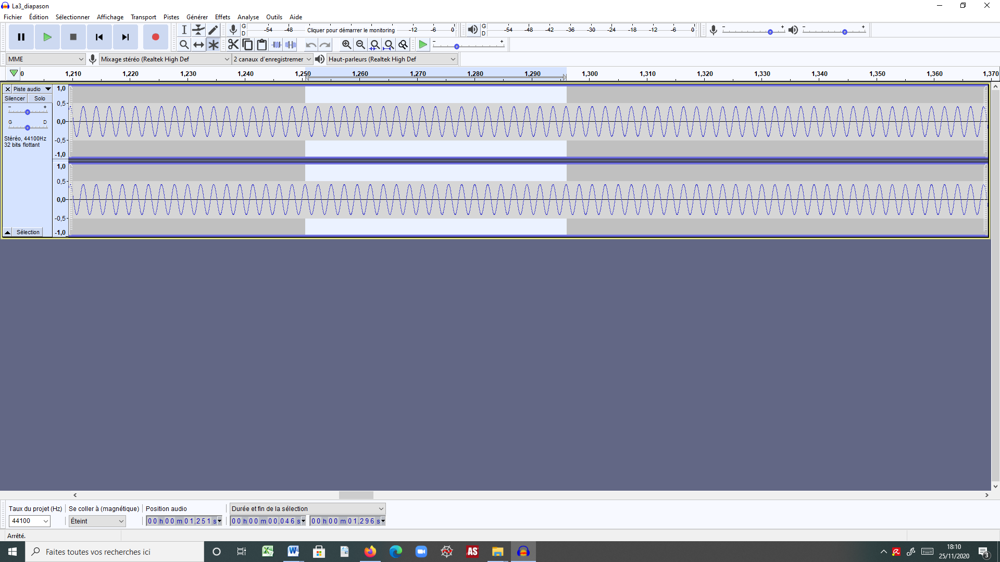 La3_diapason
Fichier Édition Sélectionner Affichage Transport Pistes Générer Effets Analyse Outils Aide
G D -54 -48 Cliquer pour démarrer le monitoring -12 -6 0 G D -54 -48 -42 -36 -30 -24 -18 -12 -6 0 - + - +
- +
MME Mixage stéréo (Realtek High Def 2 canaux d'enregistremer Haut-parleurs (Realtek High Def
0 1,210 1,220 1,230 1,240 1,250 1,260 1,270 1,280 1,290 1,300 1,310 1,320 1,330 1,340 1,350 1,360 1,370
Piste audio 1,0
Silencer Solo
0,5
- +
G D 0,0
Stéréo, 44100Hz -0,5
32 bits flottant
-1,0
1,0
0,5
0,0
-0,5
Sélection -1,0
Taux du projet (Hz) Se coller à (magnétique) Position audio Durée et fin de la sélection
44100 Éteint 00 h 00 m 01.251 s 00 h 00 m 00.046 s 00 h 00 m 01.296 s
Arrêté.
Faites toutes vos recherches ici W AS 18:10
25/11/2020 3